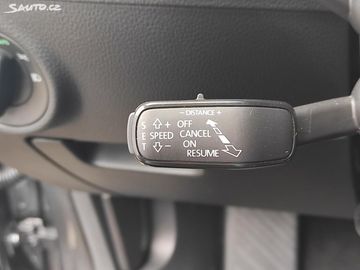 SAUTO.CZ
− DISTANCE +
S E T SPEED + − OFF
CANCEL
ON
RESUME